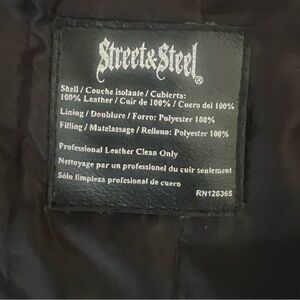 Street&Steel®
Shell / Couche isolante / Cubierta:
100% Leather / Cuir de 100% / Cuero del 100%
Lining / Doublure / Forro: Polyester 100%
Filling / Matelassage / Relleno: Polyester 100%
Professional Leather Clean Only
Nettoyage par un professionel du cuir seulement
Sólo limpieza profesional de cuero
RN125365